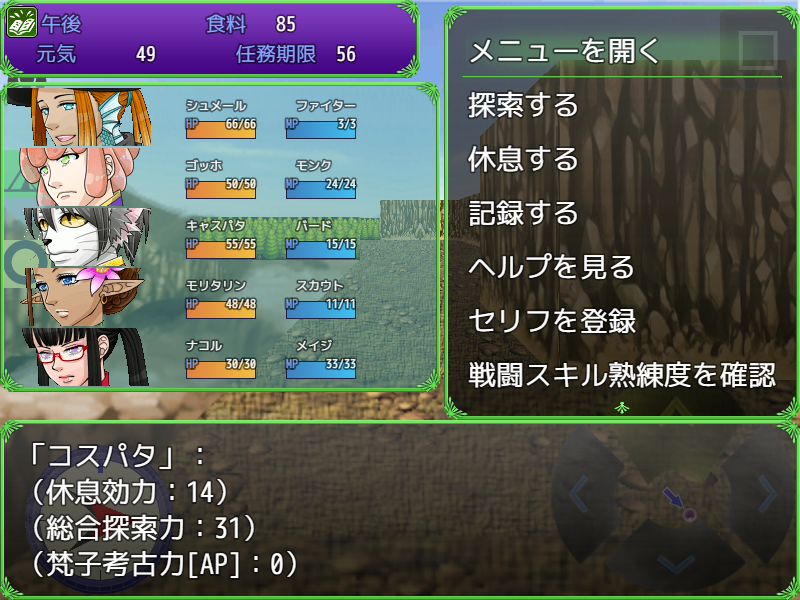 午後 食料 85
元気 49 任務期限 56
シュメール ファイター
HP 66/66 MP 3/3
ゴッホ モンク
HP 50/50 MP 24/24
キャスパタ バード
HP 55/55 MP 15/15
モリタリン スカウト
HP 48/48 MP 11/11
ナコル メイジ
HP 30/30 MP 33/33
メニューを開く
探索する
休息する
記録する
ヘルプを見る
セリフを登録
戦闘スキル熟練度を確認
「コスパタ」:
(休息効力:14)
(総合探索力:31)
(梵子考古力[AP]:0)